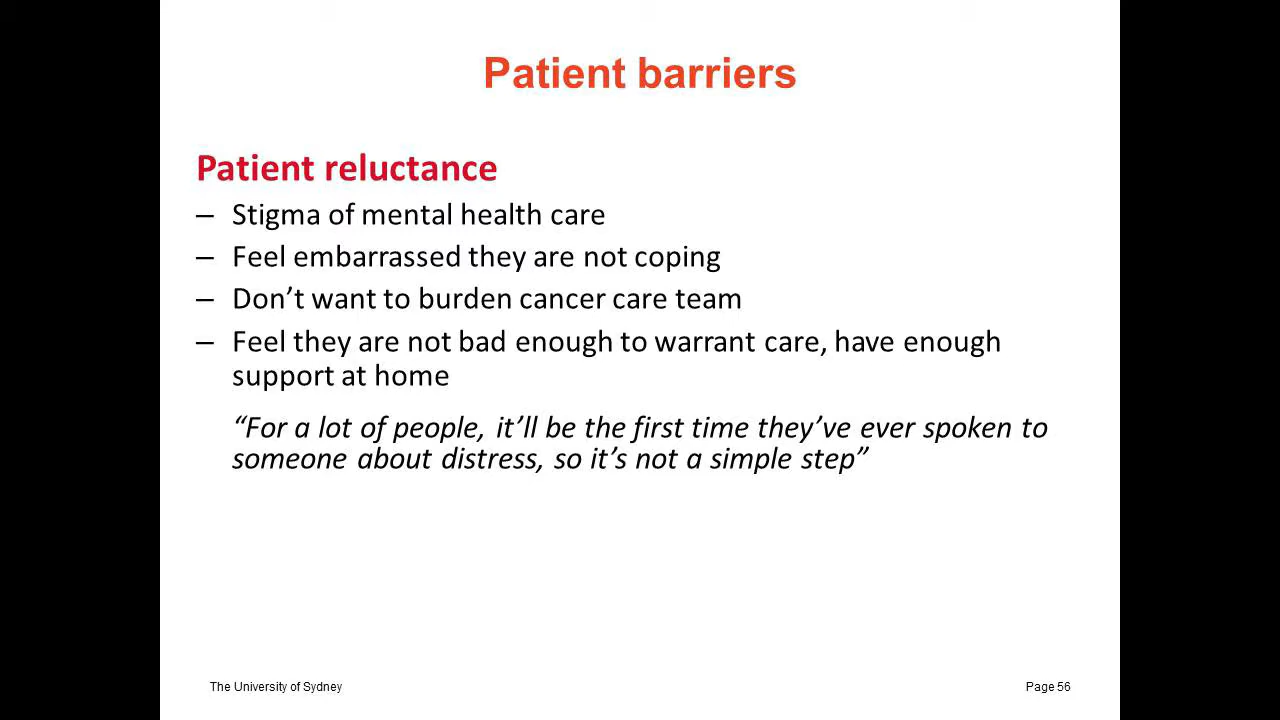 Patient barriers
Patient reluctance
– Stigma of mental health care
– Feel embarrassed they are not coping
– Don’t want to burden cancer care team
– Feel they are not bad enough to warrant care, have enough
support at home
“For a lot of people, it’ll be the first time they’ve ever spoken to
someone about distress, so it’s not a simple step”
The University of Sydney
Page 56